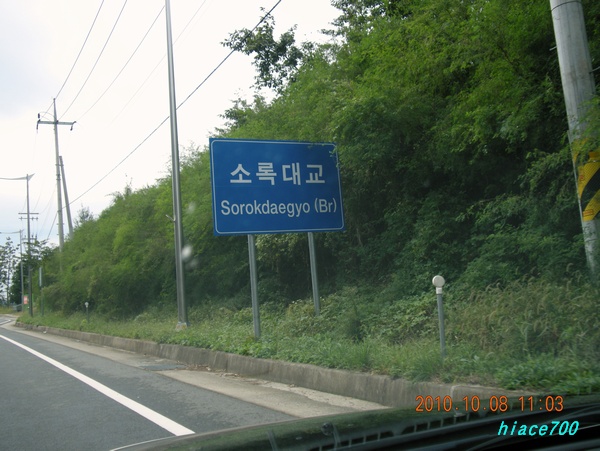 소록대교
Sorokdaegyo (Br)
2010.10.08 11:03
hiace700